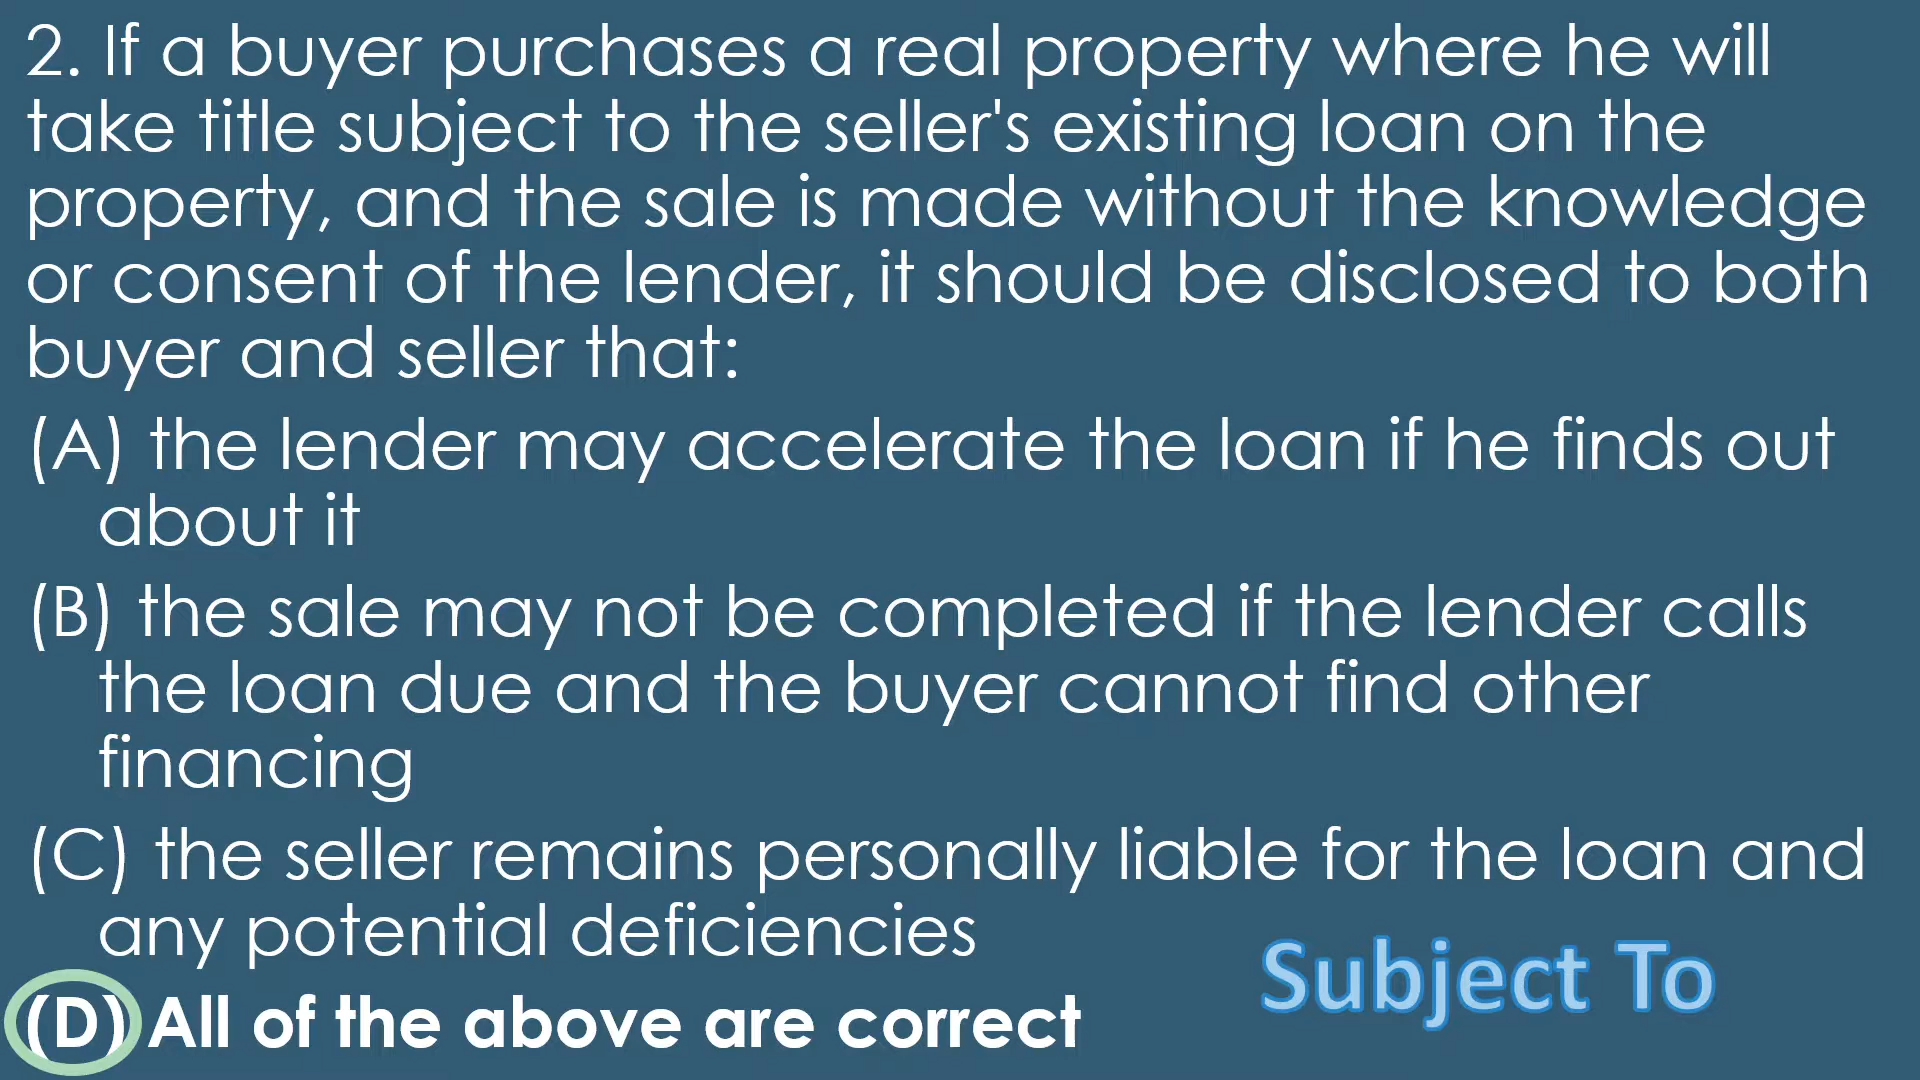 2. If a buyer purchases a real property where he will
take title subject to the seller's existing loan on the
property, and the sale is made without the knowledge
or consent of the lender, it should be disclosed to both
buyer and seller that:
(A) the lender may accelerate the loan if he finds out
about it
(B) the sale may not be completed if the lender calls
the loan due and the buyer cannot find other
financing
(C) the seller remains personally liable for the loan and
any potential deficiencies
(D) All of the above are correct
Subject To